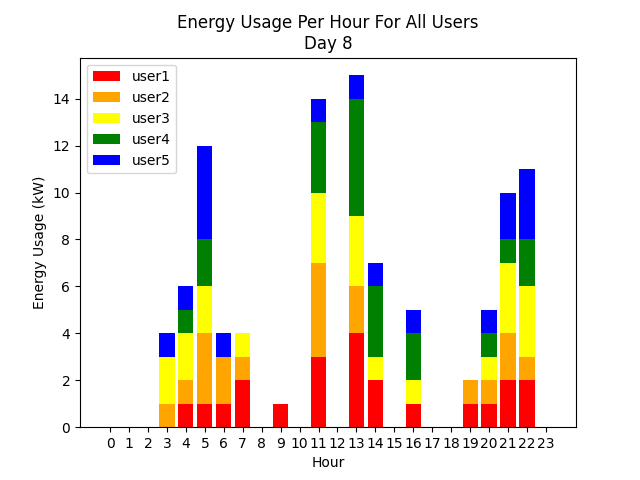 Energy Usage Per Hour For All Users
Day 8
user1
user2
user3
user4
user5
Energy Usage (kW)
14
12
10
8
6
4
2
0
0 1 2 3 4 5 6 7 8 9 10 11 12 13 14 15 16 17 18 19 20 21 22 23
Hour